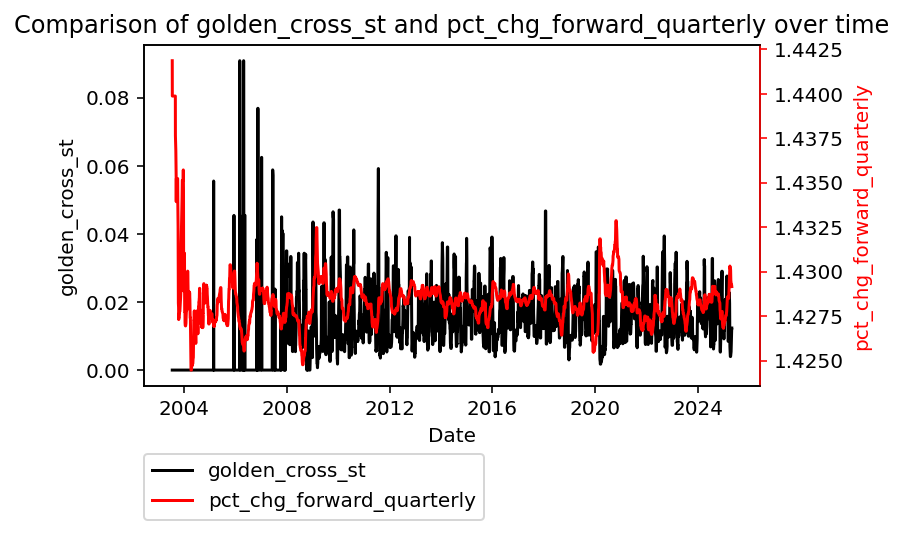 Comparison of golden_cross_st and pct_chg_forward_quarterly over time
golden_cross_st
0.08
0.06
0.04
0.02
0.00
1.4425
1.4400
1.4375
1.4350
1.4325
1.4300
1.4275
1.4250
pct_chg_forward_quarterly
2004 2008 2012 2016 2020 2024
Date
golden_cross_st
pct_chg_forward_quarterly